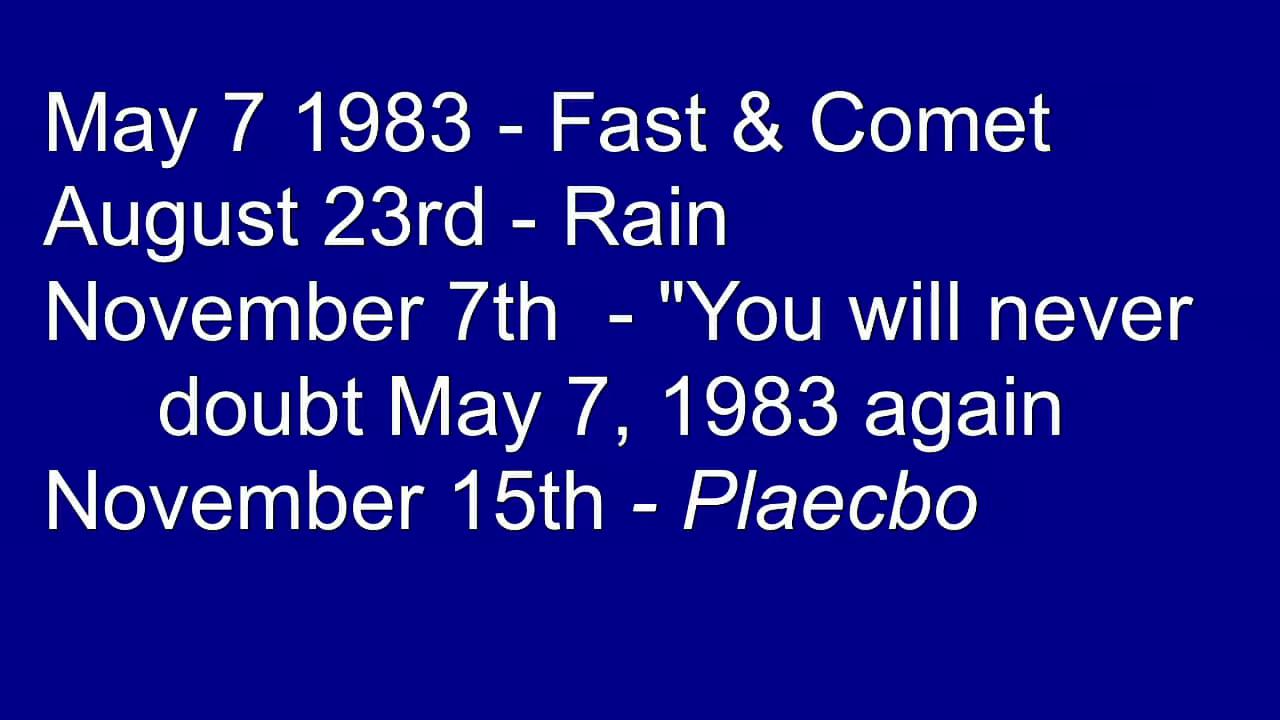 May 7 1983 - Fast & Comet
August 23rd - Rain
November 7th  - "You will never
doubt May 7, 1983 again
November 15th - Plaecbo